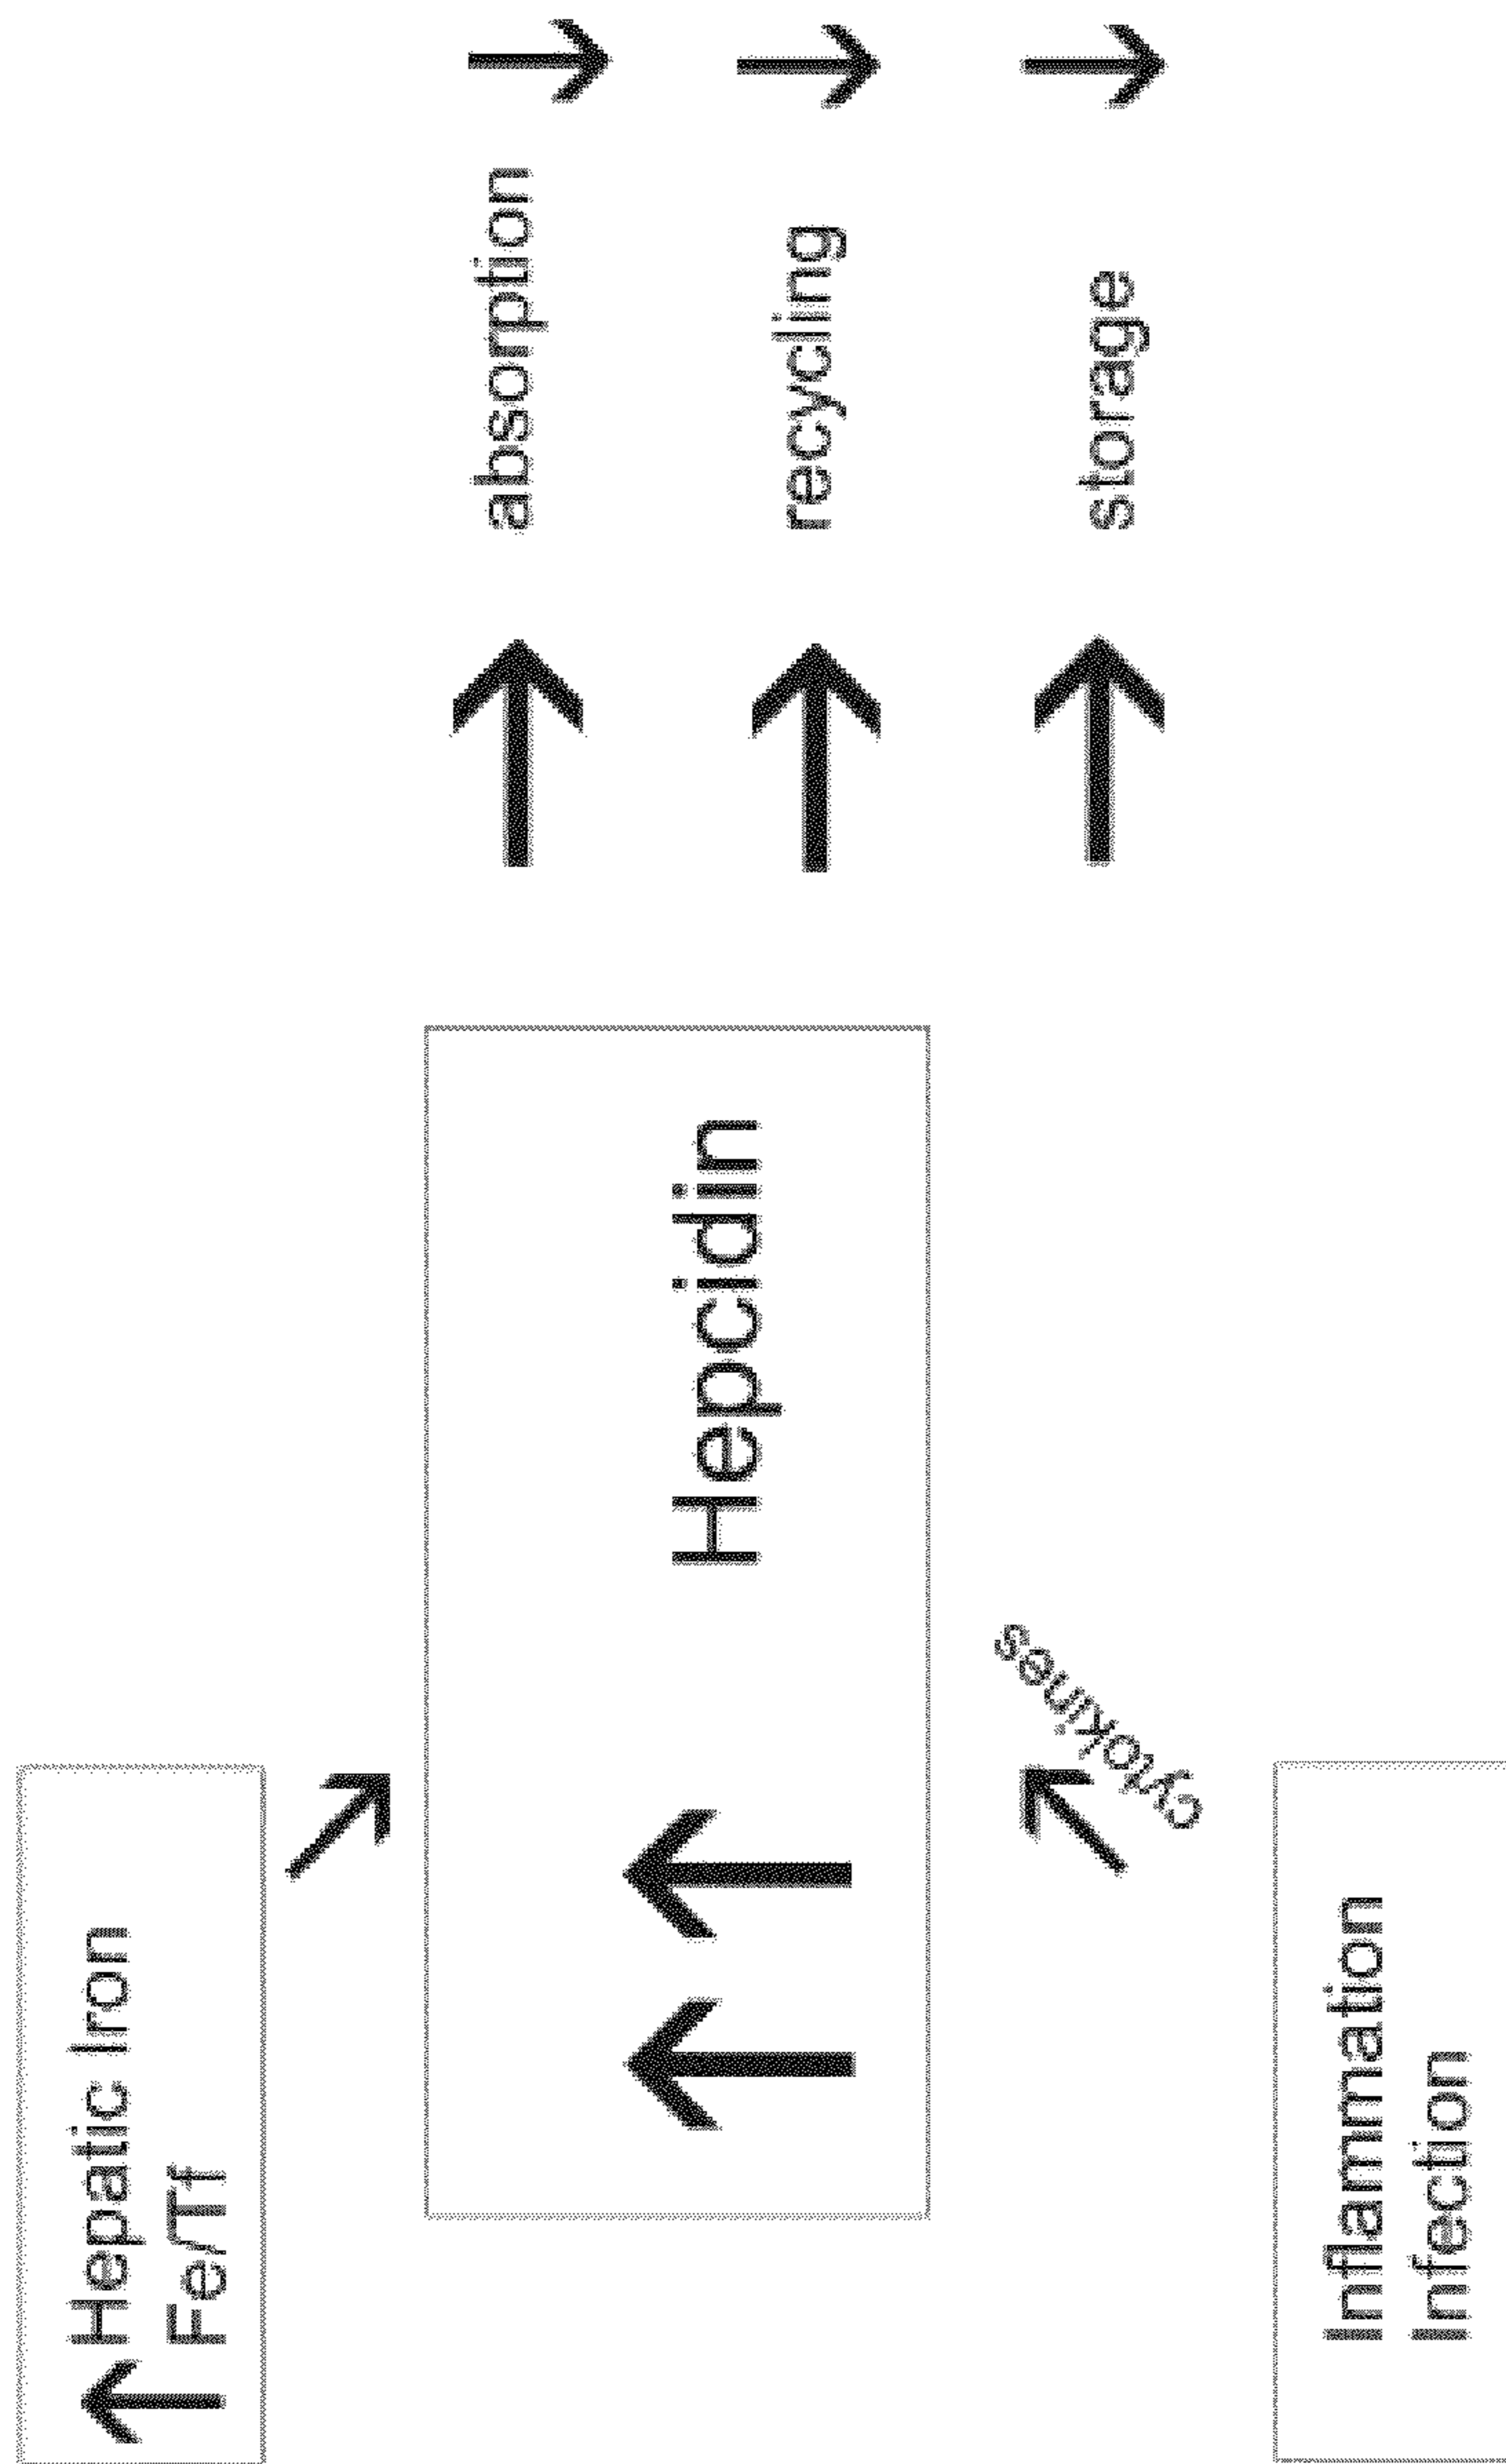 Hepatic Iron
Fe/Tf
Hepcidin
absorption
recycling
storage
cytokines
Inflammation
Infection